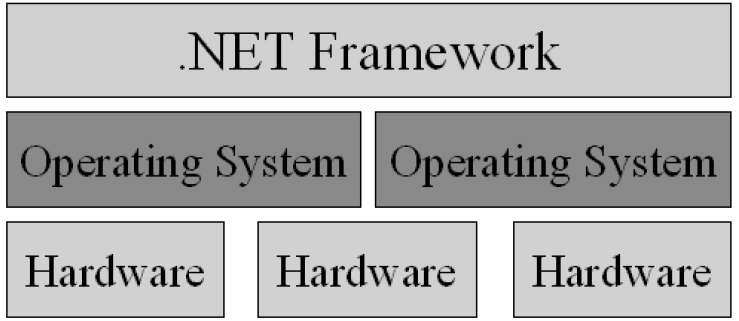 .NET Framework
Operating System Operating System
Hardware Hardware Hardware